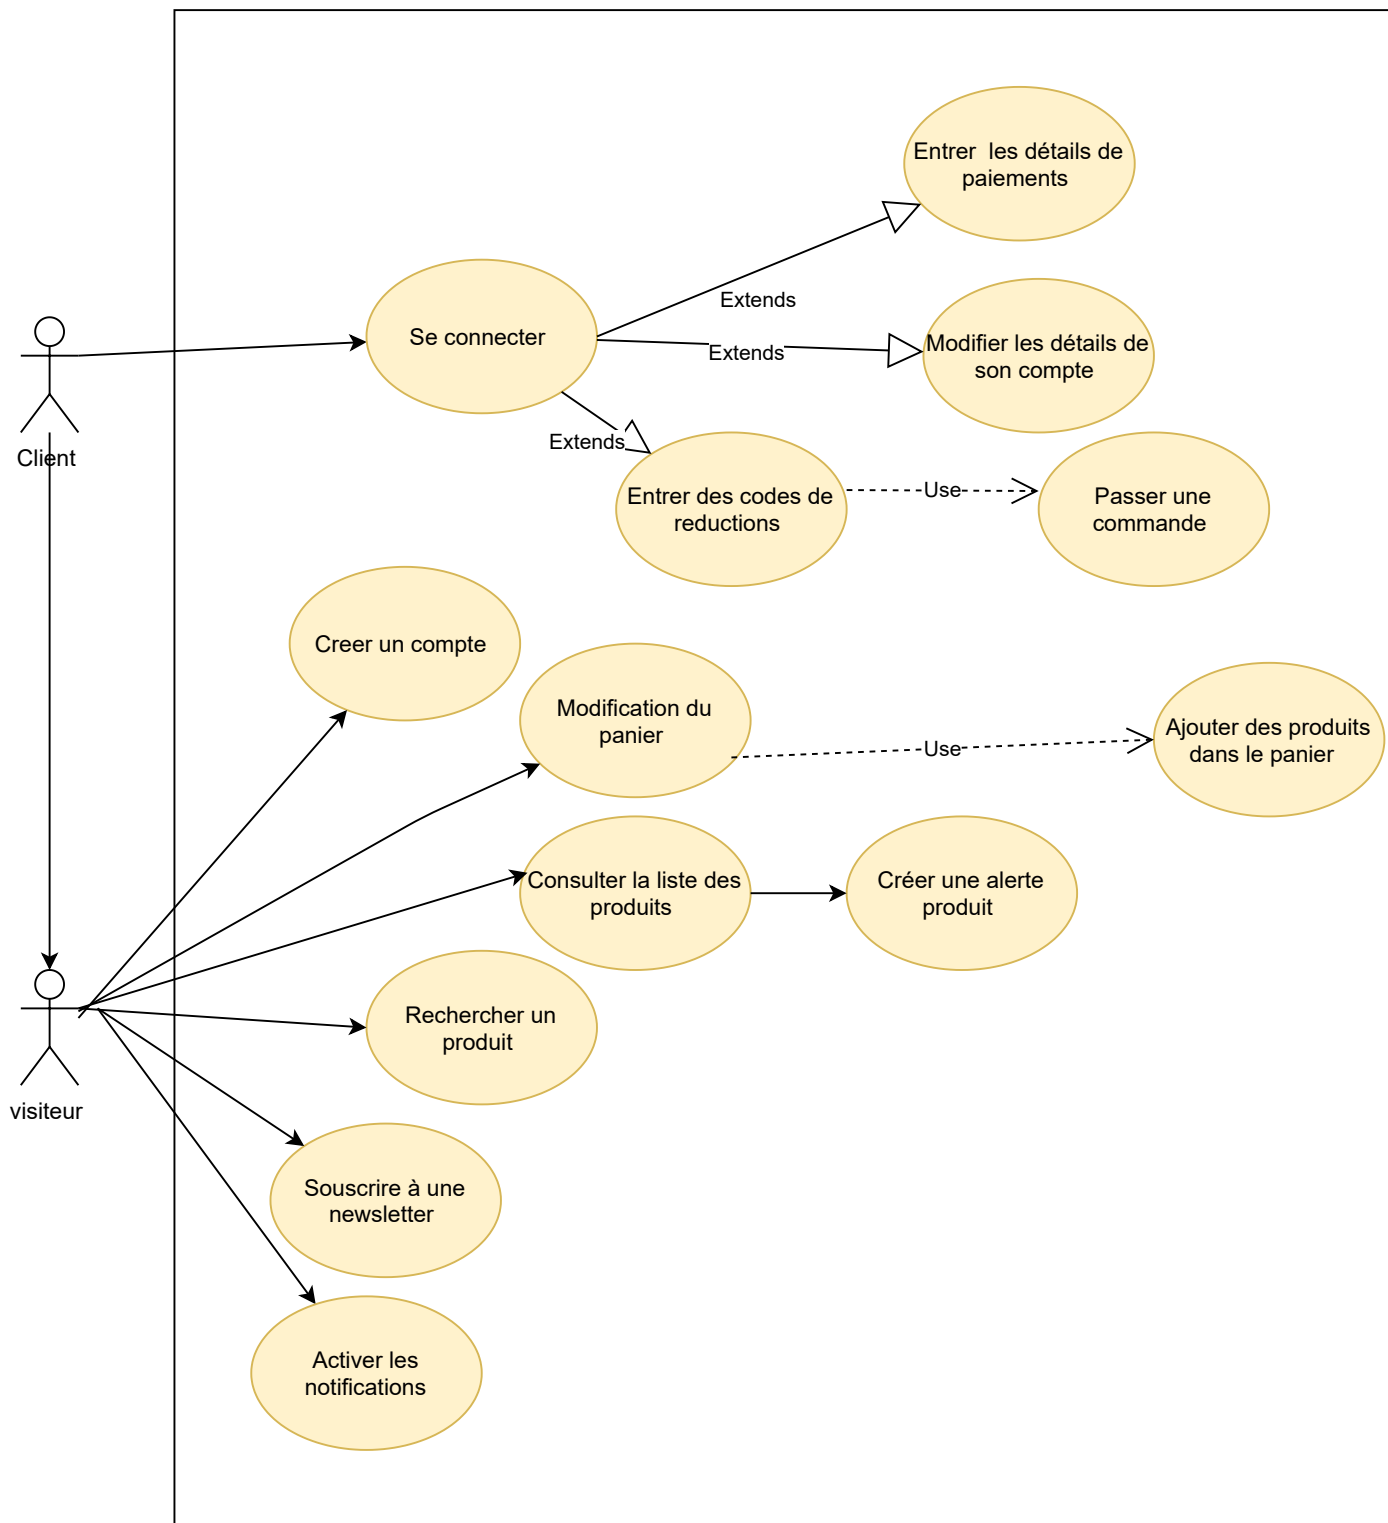 Entrer  les détails de
paiements
Extends
Se connecter
Modifier les détails de
son compte
Extends
Extends
Client
Entrer des codes de
reductions
Use
Passer une
commande
Creer un compte
Modification du
panier
Use
Ajouter des produits
dans le panier
Consulter la liste des
produits
Créer une alerte
produit
Rechercher un
produit
visiteur
Souscrire à une
newsletter
Activer les
notifications